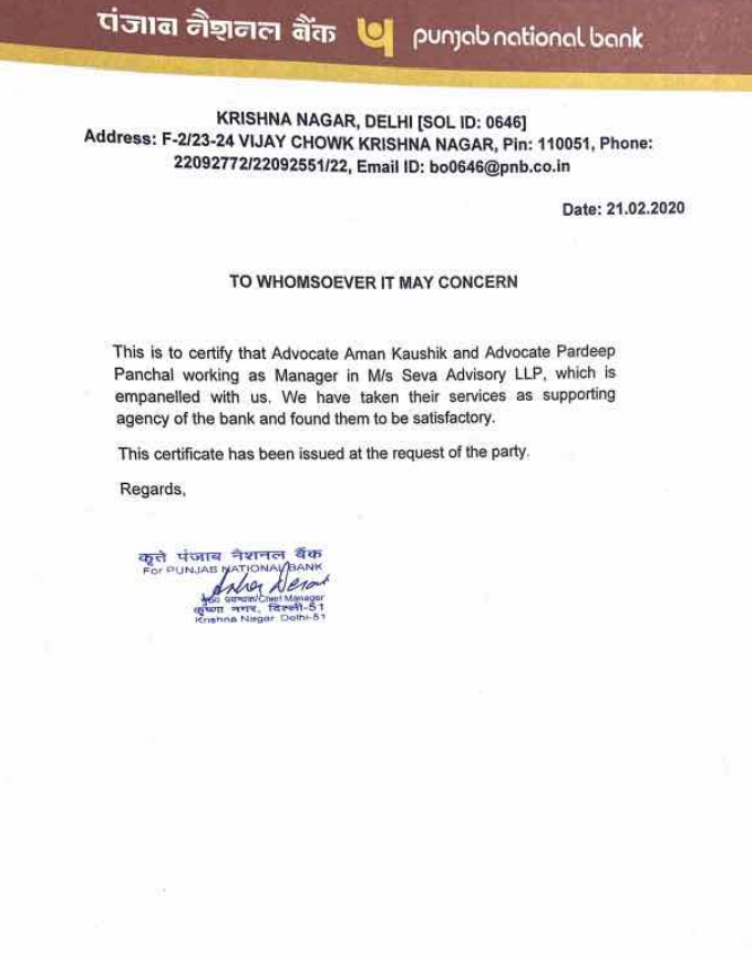 पंजाब नैशनल बैंक punjab national bank
KRISHNA NAGAR, DELHI [SOL ID: 0646]
Address: F-2/23-24 VIJAY CHOWK KRISHNA NAGAR, Pin: 110051, Phone:
22092772/22092551/22, Email ID: bo0646@pnb.co.in
Date: 21.02.2020
TO WHOMSOEVER IT MAY CONCERN
This is to certify that Advocate Aman Kaushik and Advocate Pardeep
Panchal working as Manager in M/s Seva Advisory LLP, which is
empanelled with us. We have taken their services as supporting
agency of the bank and found them to be satisfactory.
This certificate has been issued at the request of the party.
Regards,
कृते पंजाब नैशनल बैंक
For PUNJAB NATIONAL BANK
Chief Manager
कृष्णा नगर, दिल्ली-51
Krishna Nagar Delhi-51